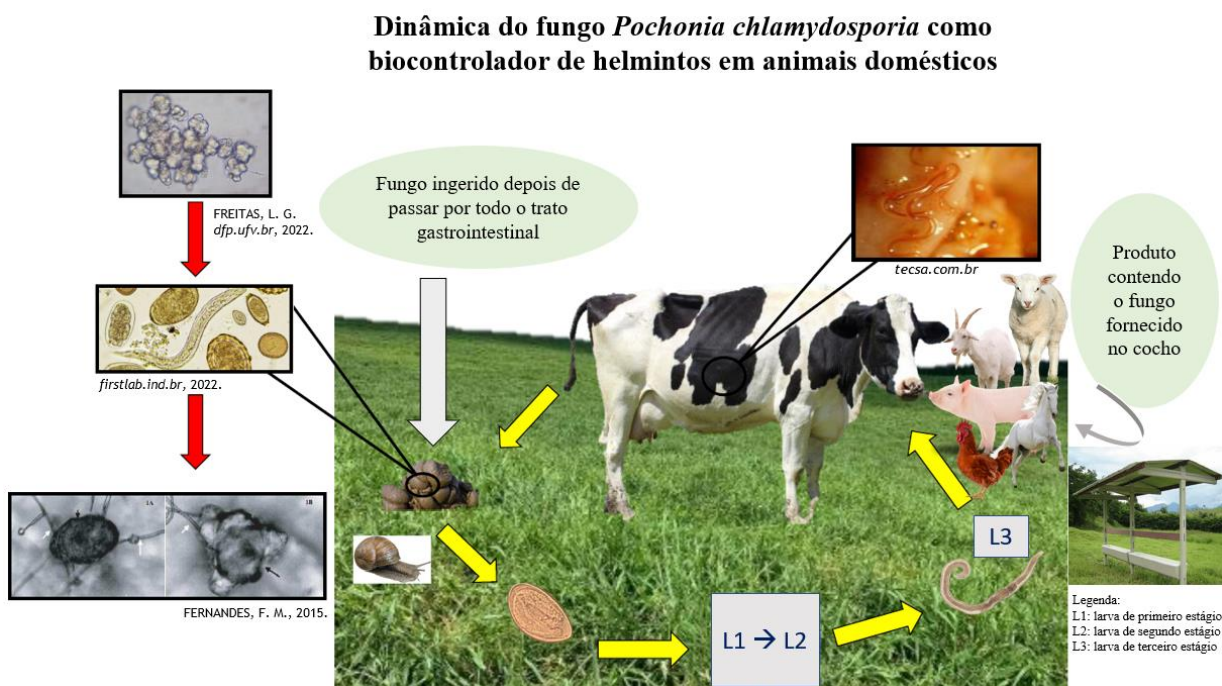 Dinâmica do fungo Pochonia chlamydosporia como
biocontrolador de helmintos em animais domésticos
FREITAS, L. G.
dfp.ufv.br, 2022.
firstlab.ind.br, 2022.
1A
1B
FERNANDES, F. M., 2015.
Fungo ingerido depois de
passar por todo o trato
gastrointestinal
tecsa.com.br
Produto
contendo
o fungo
fornecido
no cocho
L1 → L2
L3
Legenda:
L1: larva de primeiro estágio
L2: larva de segundo estágio
L3: larva de terceiro estágio